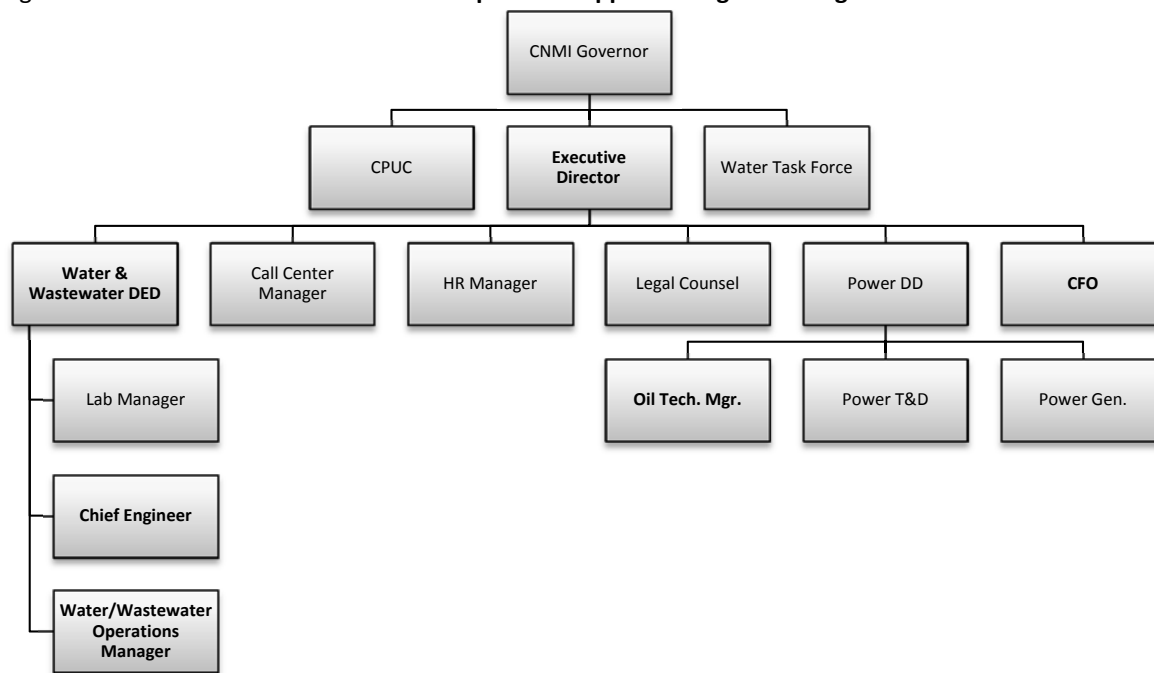 CNMI Governor
CPUC
Executive
Director
Water Task Force
Water &
Wastewater DED
Call Center
Manager
HR Manager
Legal Counsel
Power DD
CFO
Lab Manager
Oil Tech. Mgr.
Power T&D
Power Gen.
Chief Engineer
Water/Wastewater
Operations
Manager